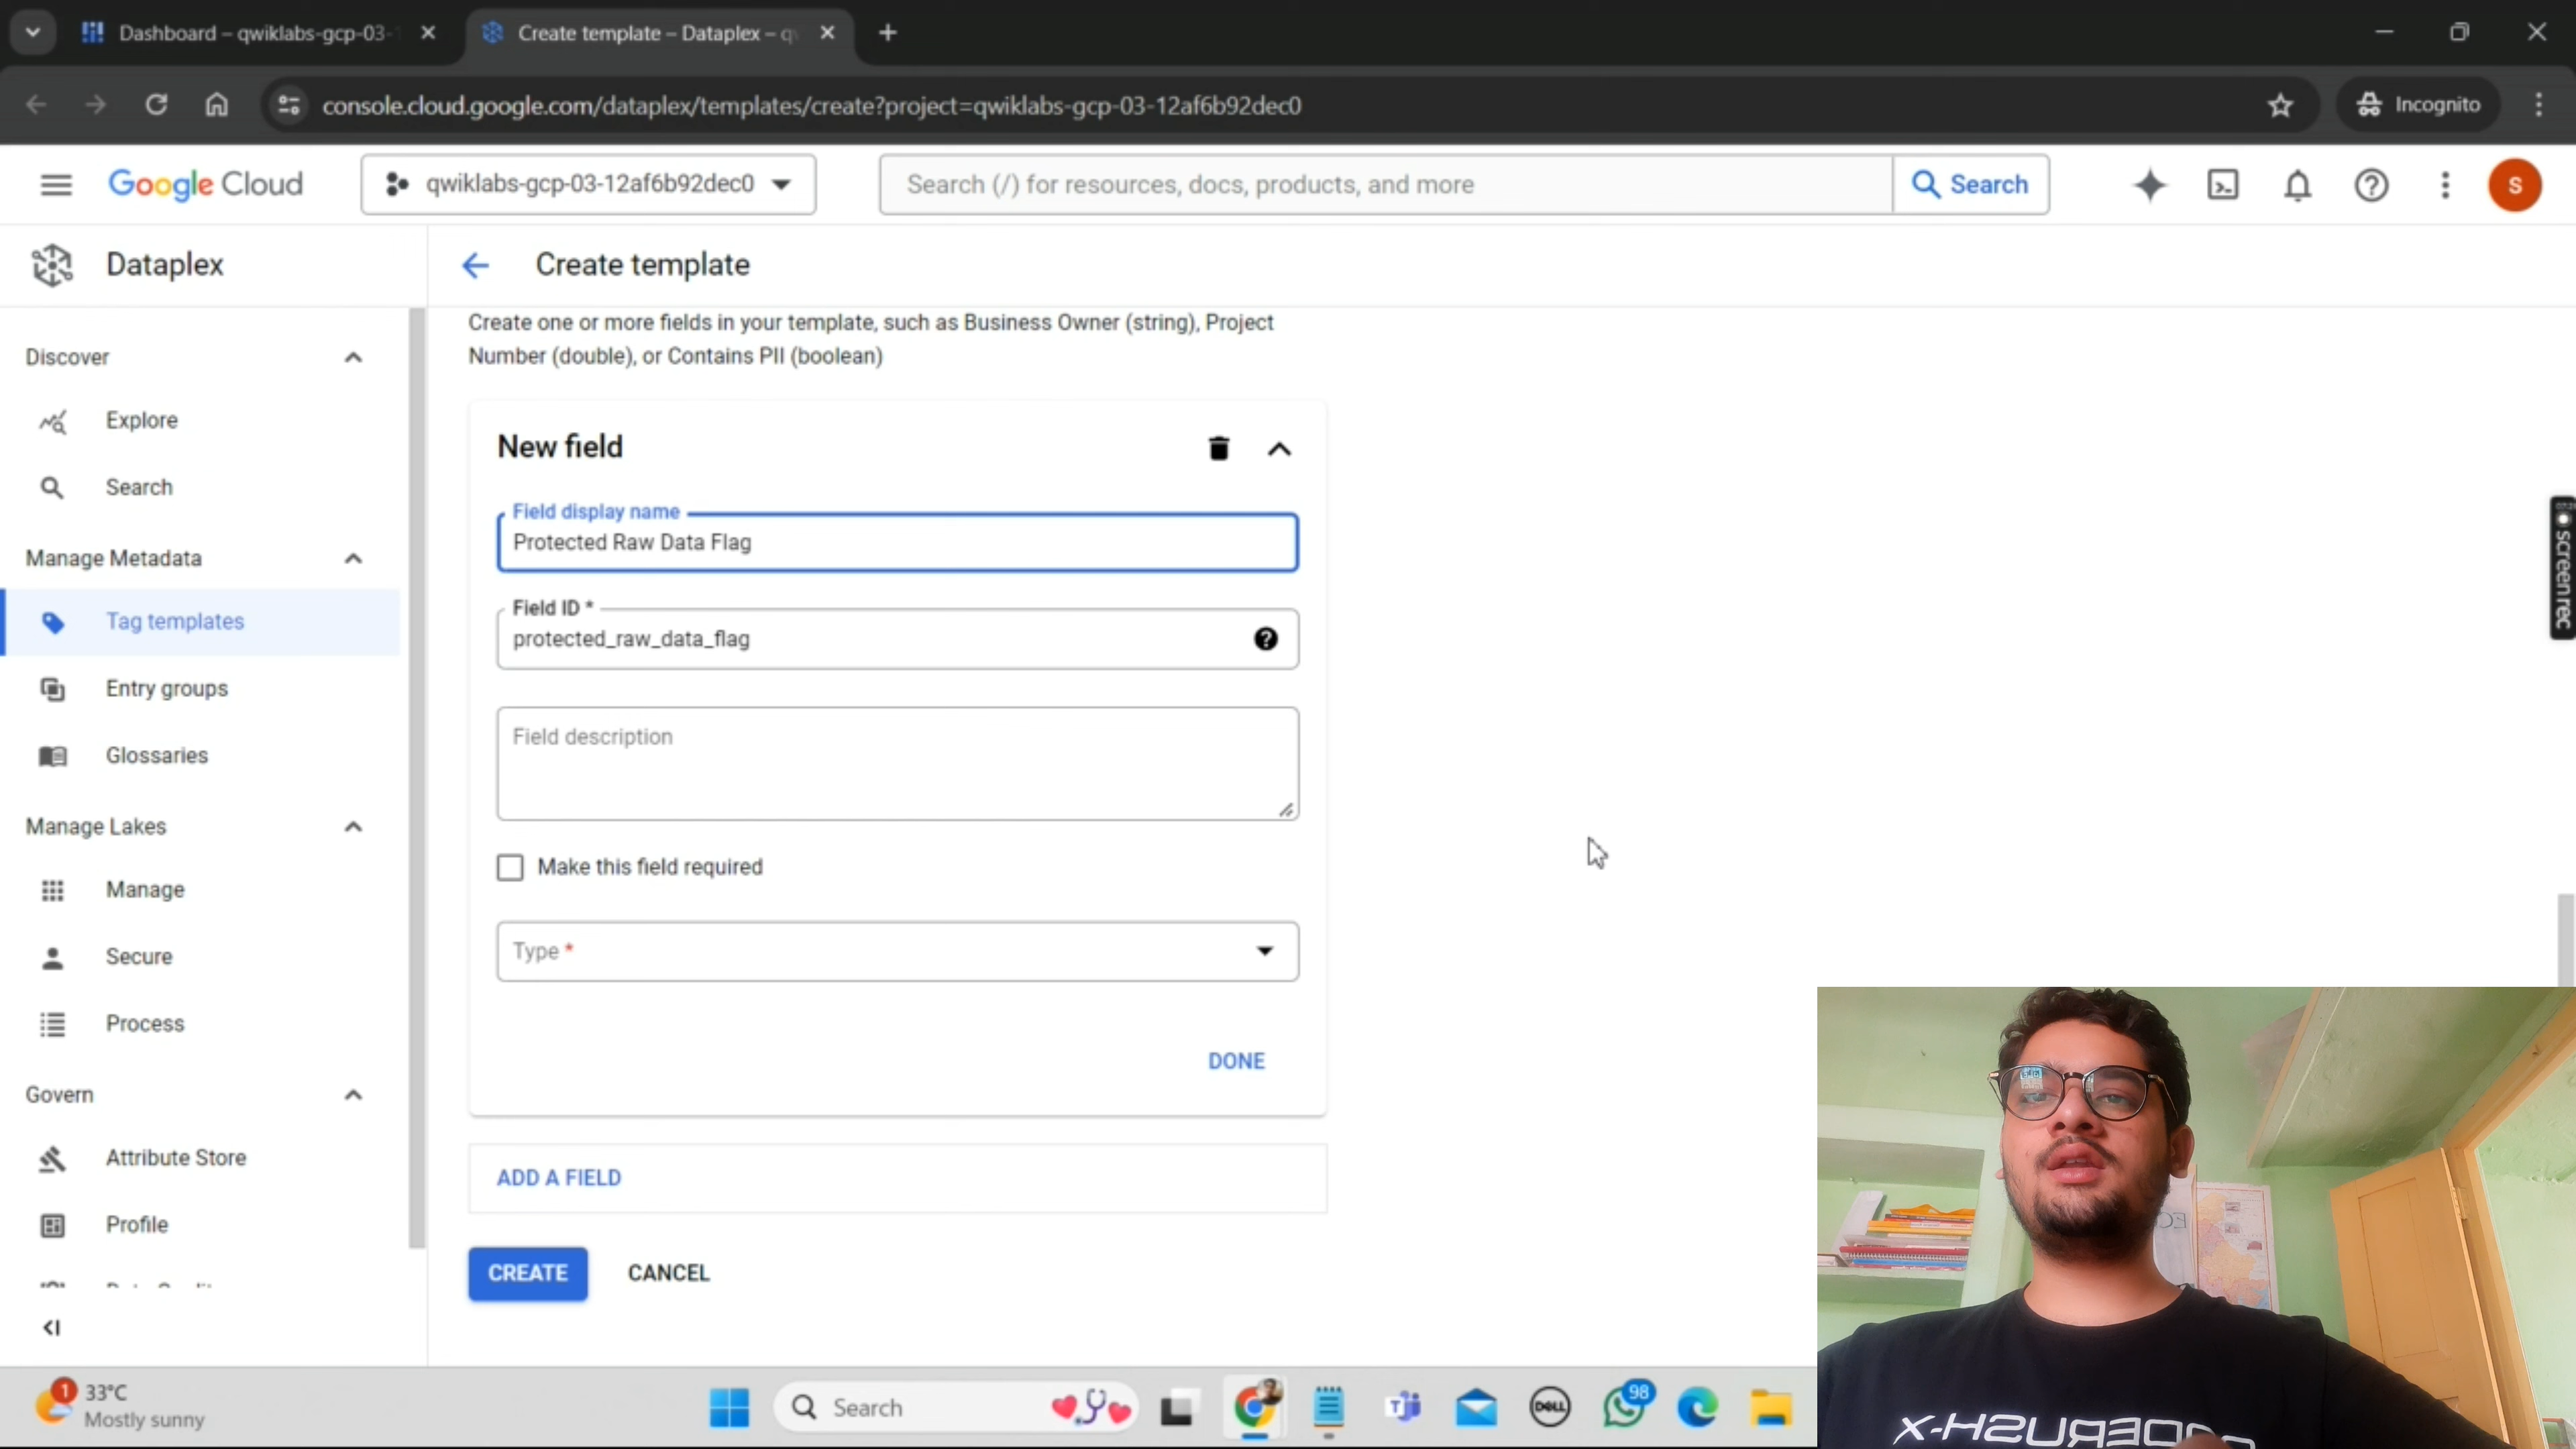 Dashboard – qwiklabs-gcp-03-
Create template – Dataplex – q
console.cloud.google.com/dataplex/templates/create?project=qwiklabs-gcp-03-12af6b92dec0
Incognito
Google Cloud
qwiklabs-gcp-03-12af6b92dec0
Search (/) for resources, docs, products, and more
Search
S
Dataplex
Create template
Discover
Explore
Search
Manage Metadata
Tag templates
Entry groups
Glossaries
Manage Lakes
Manage
Secure
Process
Govern
Attribute Store
Profile
Create one or more fields in your template, such as Business Owner (string), Project
Number (double), or Contains PII (boolean)
New field
Field display name
Protected Raw Data Flag
Field ID *
protected_raw_data_flag
Field description
Make this field required
Type *
DONE
ADD A FIELD
CREATE
CANCEL
screen rec
1
33°C
Mostly sunny
Search
DELL
98